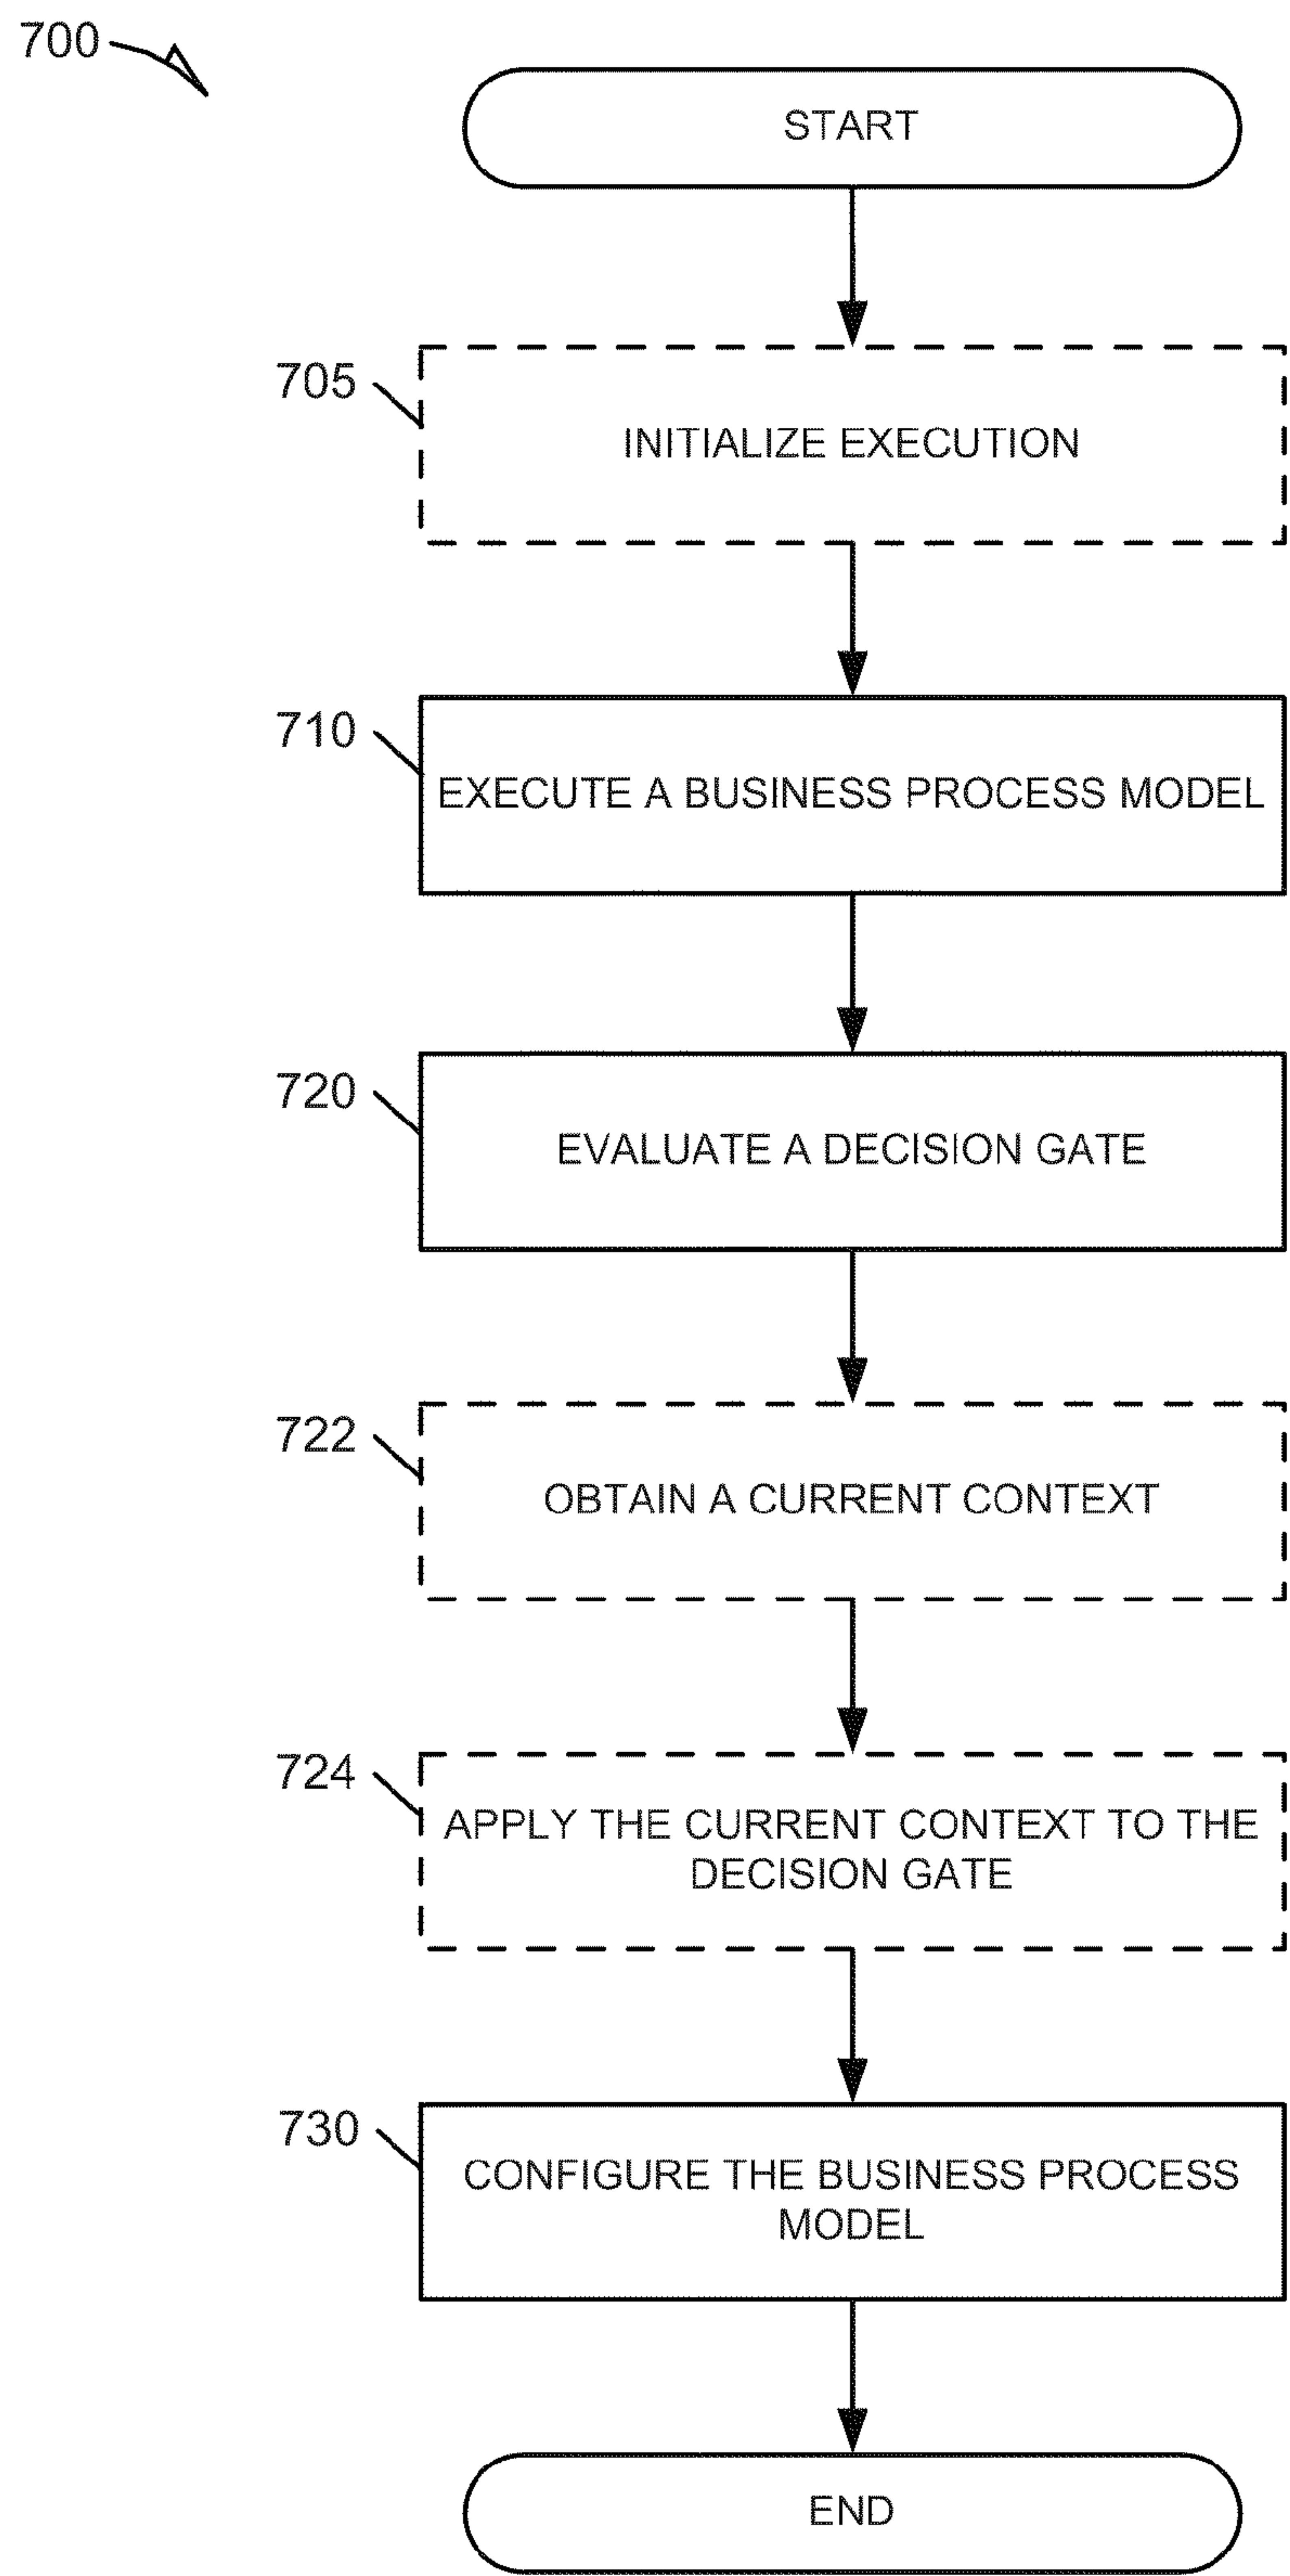 700
START
705
INITIALIZE EXECUTION
710
EXECUTE A BUSINESS PROCESS MODEL
720
EVALUATE A DECISION GATE
722
OBTAIN A CURRENT CONTEXT
724
APPLY THE CURRENT CONTEXT TO THE
DECISION GATE
730
CONFIGURE THE BUSINESS PROCESS
MODEL
END